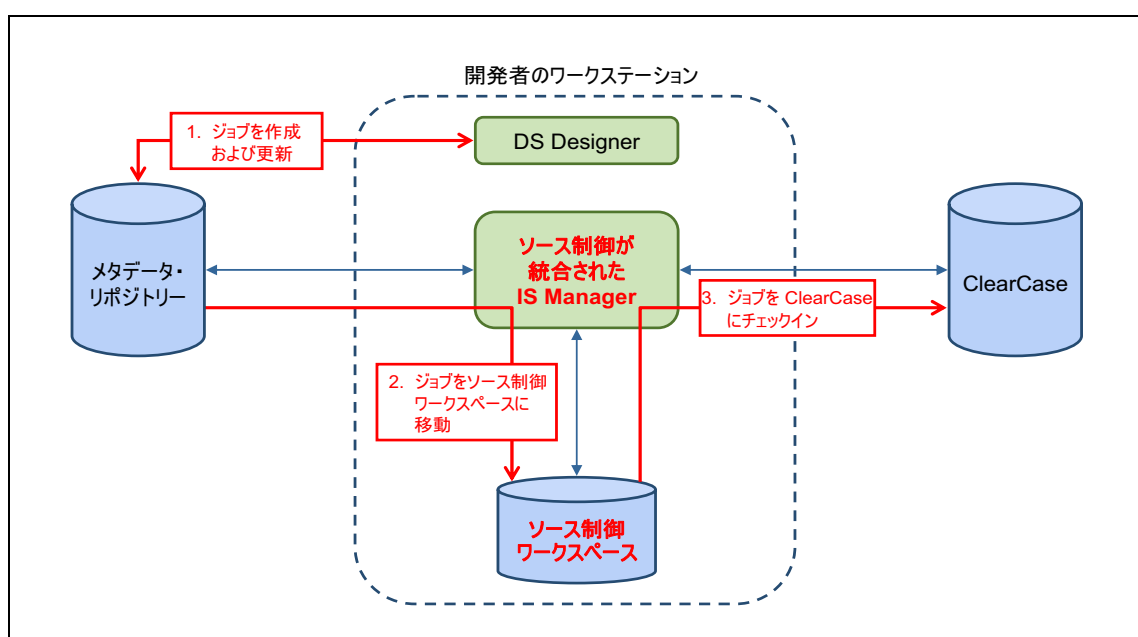 開発者のワークステーション
1. ジョブを作成
および更新
DS Designer
メタデータ・
リポジトリー
ソース制御が
統合された
IS Manager
3. ジョブを ClearCase
にチェックイン
ClearCase
2. ジョブをソース制御
ワークスペースに
移動
ソース制御
ワークスペース